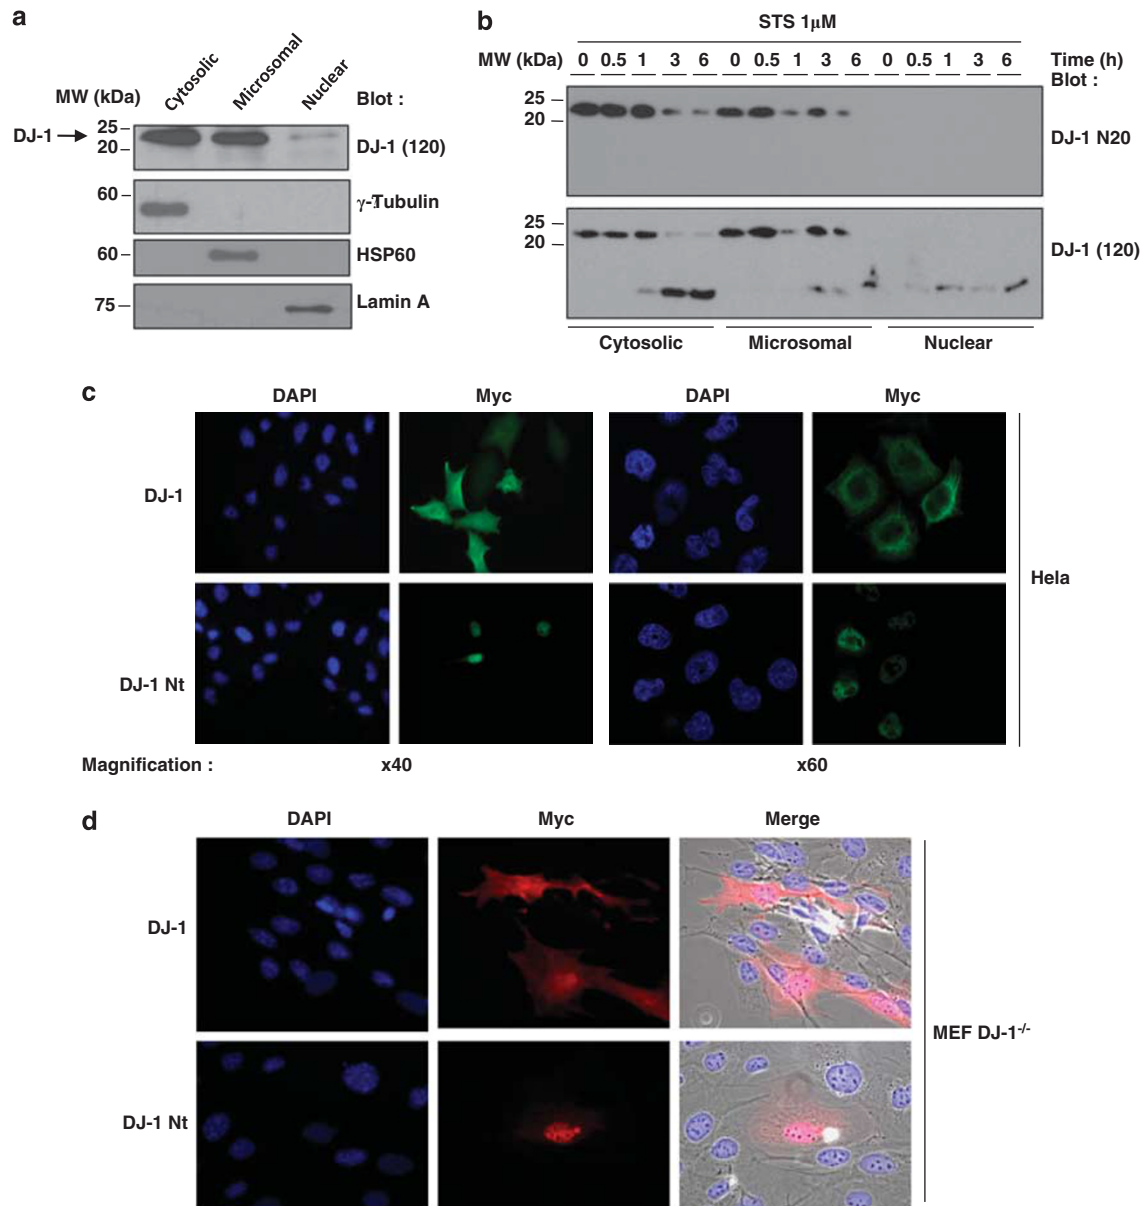 a
Cytosolic
Microsomal
Nuclear
MW (kDa)
Blot :
DJ-1
25
20
DJ-1 (120)
60
γ-Tubulin
60
HSP60
75
Lamin A
b
STS 1µM
MW (kDa) 0 0.5 1 3 6 0 0.5 1 3 6 0 0.5 1 3 6 Time (h)
Blot :
25
20
DJ-1 N20
25
20
DJ-1 (120)
Cytosolic Microsomal Nuclear
c
DAPI Myc DAPI Myc
DJ-1
Hela
DJ-1 Nt
Magnification : x40 x60
d
DAPI Myc Merge
DJ-1
MEF DJ-1-/-
DJ-1 Nt